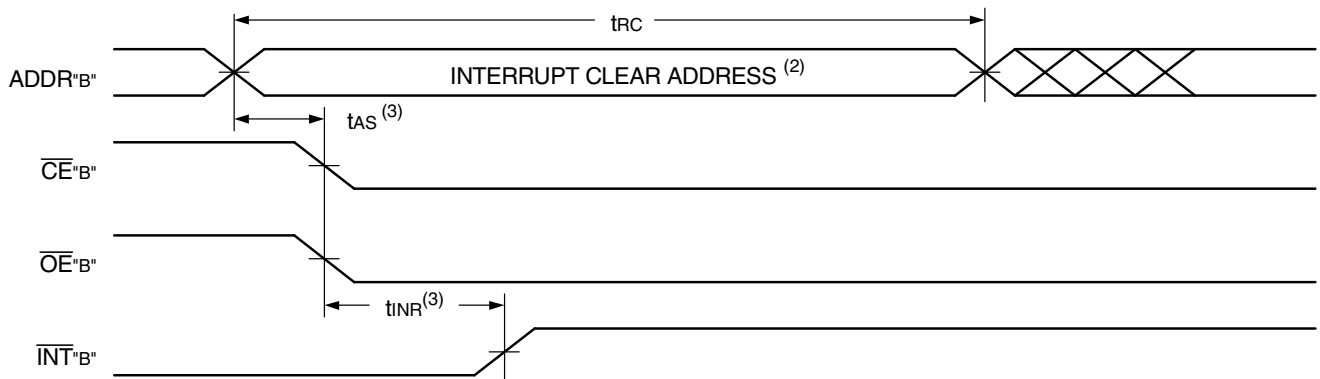 tRC
ADDR"B"
INTERRUPT CLEAR ADDRESS (2)
tAS (3)
CE"B"
OE"B"
tINR(3)
INT"B"